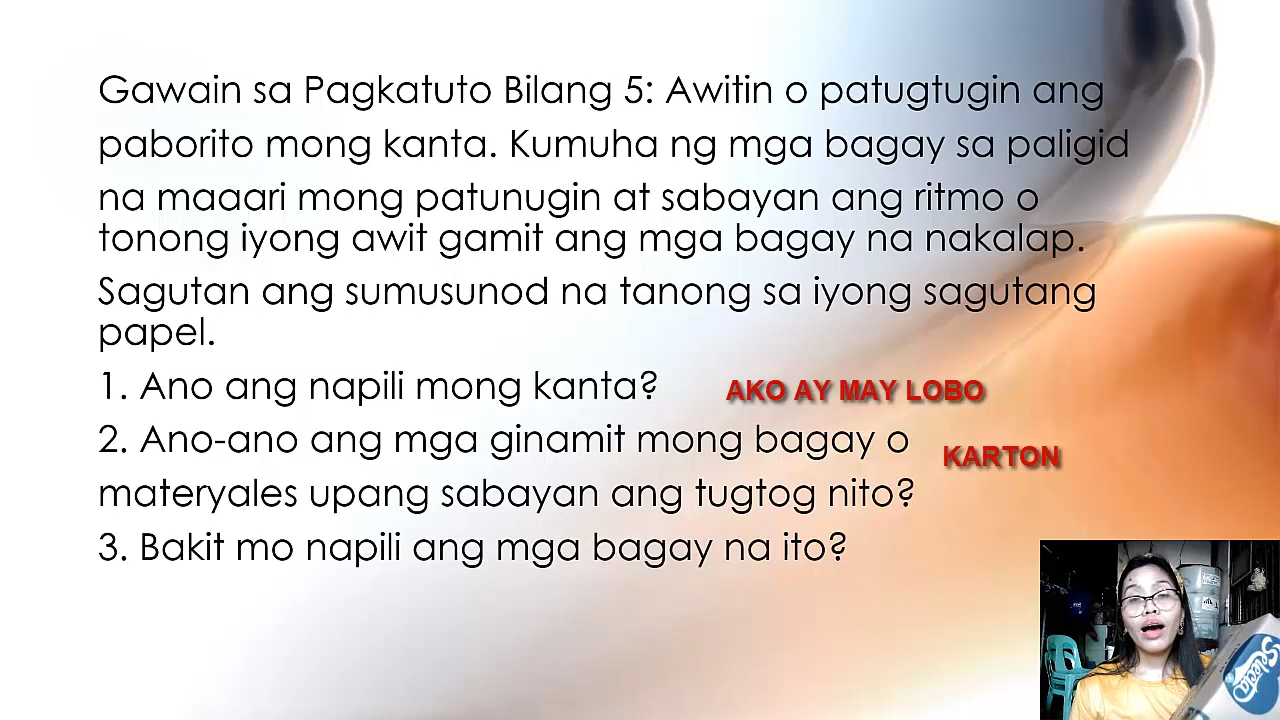 Gawain sa Pagkatuto Bilang 5: Awitin o patugtugin ang
paborito mong kanta. Kumuha ng mga bagay sa paligid
na maaari mong patunugin at sabayan ang ritmo o
tonong iyong awit gamit ang mga bagay na nakalap.
Sagutan ang sumusunod na tanong sa iyong sagutang
papel.
1. Ano ang napili mong kanta? AKO AY MAY LOBO
2. Ano-ano ang mga ginamit mong bagay o KARTON
materyales upang sabayan ang tugtog nito?
3. Bakit mo napili ang mga bagay na ito?
Selecta